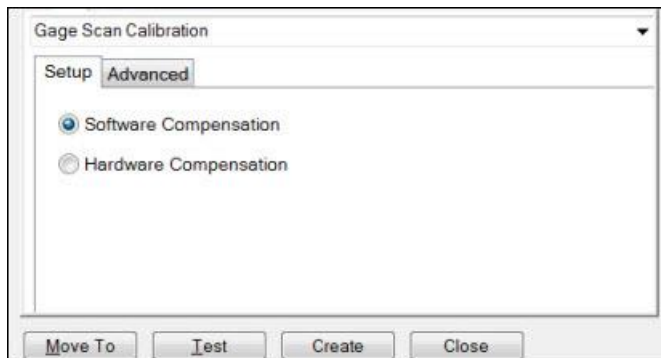 Gage Scan Calibration
Setup Advanced
Software Compensation
Hardware Compensation
Move To Test Create Close